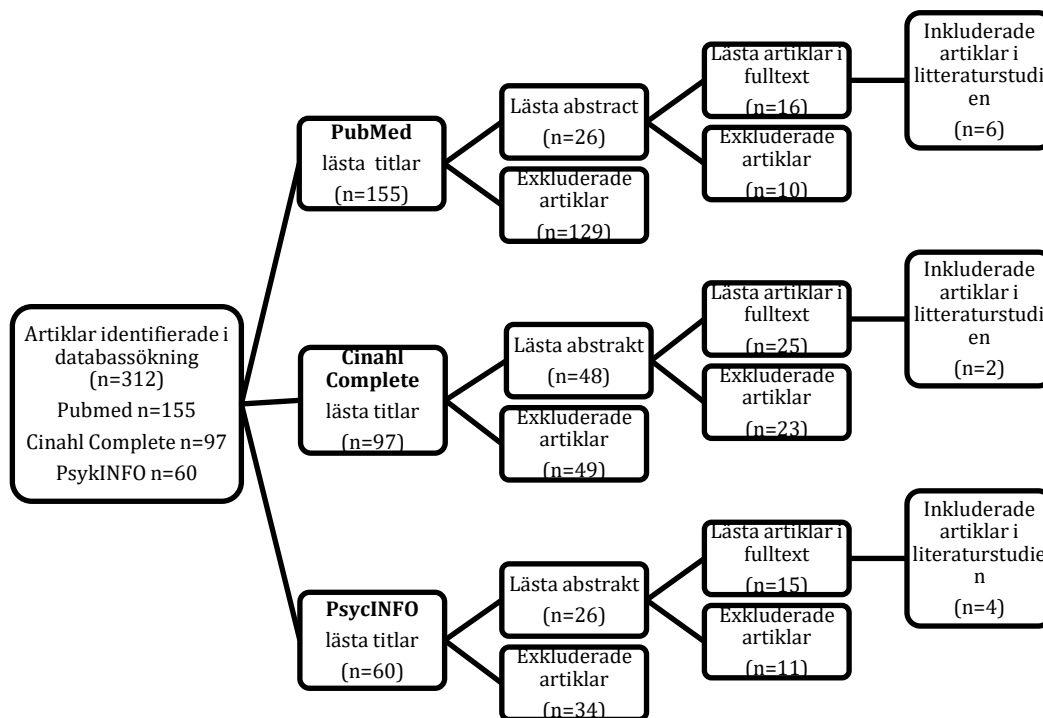 Artiklar identifierade i
databassökning
(n=312)
Pubmed n=155
Cinahl Complete n=97
PsykINFO n=60
PubMed
lästa titlar
(n=155)
Lästa abstract
(n=26)
Exkluderade
artiklar
(n=129)
Lästa artiklar i
fulltext
(n=16)
Exkluderade
artiklar
(n=10)
Inkluderade
artiklar i
litteraturstudi
en
(n=6)
Cinahl
Complete
lästa titlar
(n=97)
Lästa abstrakt
(n=48)
Exkluderade
artiklar
(n=49)
Lästa artiklar i
fulltext
(n=25)
Exkluderade
artiklar
(n=23)
Inkluderade
artiklar i
litteraturstudi
en
(n=2)
PsycINFO
lästa titlar
(n=60)
Lästa abstrakt
(n=26)
Exkluderade
artiklar
(n=34)
Lästa artiklar i
fulltext
(n=15)
Exkluderade
artiklar
(n=11)
Inkluderade
artiklar i
literaturstudie
n
(n=4)